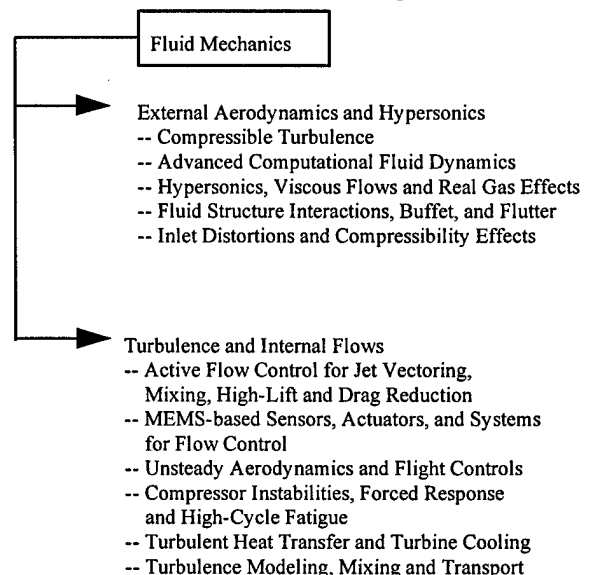 Fluid Mechanics
External Aerodynamics and Hypersonics
-- Compressible Turbulence
-- Advanced Computational Fluid Dynamics
-- Hypersonics, Viscous Flows and Real Gas Effects
-- Fluid Structure Interactions, Buffet, and Flutter
-- Inlet Distortions and Compressibility Effects
Turbulence and Internal Flows
-- Active Flow Control for Jet Vectoring,
Mixing, High-Lift and Drag Reduction
-- MEMS-based Sensors, Actuators, and Systems
for Flow Control
-- Unsteady Aerodynamics and Flight Controls
-- Compressor Instabilities, Forced Response
and High-Cycle Fatigue
-- Turbulent Heat Transfer and Turbine Cooling
-- Turbulence Modeling, Mixing and Transport